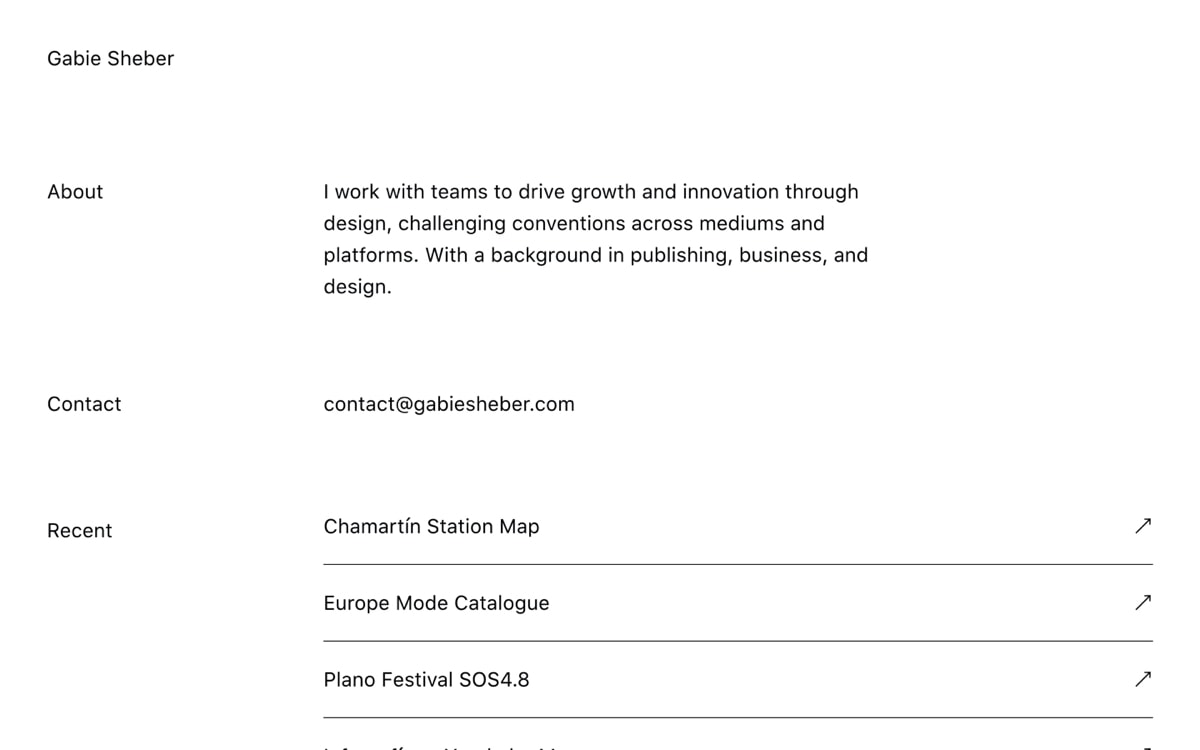 Gabie Sheber
About
I work with teams to drive growth and innovation through
design, challenging conventions across mediums and
platforms. With a background in publishing, business, and
design.
Contact
contact@gabiesheber.com
Recent
Chamartín Station Map
Europe Mode Catalogue
Plano Festival SOS4.8